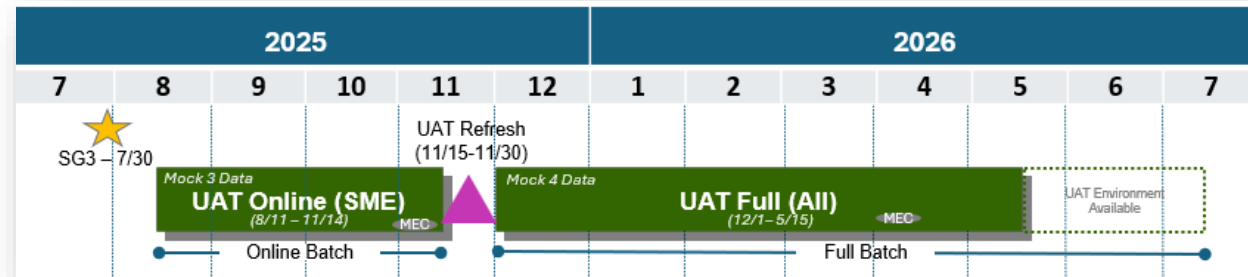 2025 2026
7 8 9 10 11 12 1 2 3 4 5 6 7
SG3 – 7/30
UAT Refresh
(11/15-11/30)
Mock 3 Data
UAT Online (SME)
(8/11 – 11/14)
MEC
Mock 4 Data
UAT Full (All)
(12/1– 5/15)
MEC
UAT Environment
Available
Online Batch
Full Batch